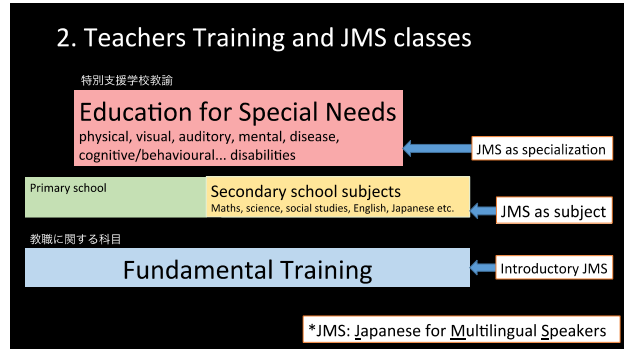 2. Teachers Training and JMS classes
特別支援学校教諭
Education for Special Needs
physical, visual, auditory, mental, disease,
cognitive/behavioural... disabilities
JMS as specialization
Primary school
Secondary school subjects
Maths, science, social studies, English, Japanese etc.
JMS as subject
教職に関する科目
Fundamental Training
Introductory JMS
*JMS: Japanese for Multilingual Speakers